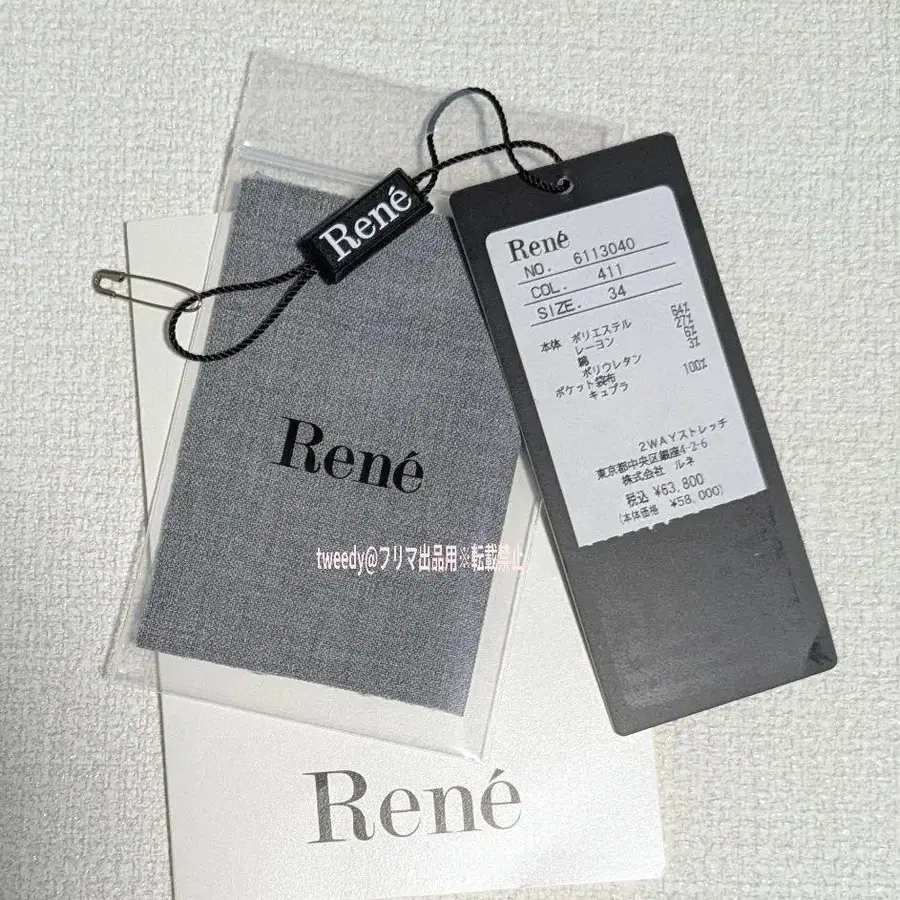 René
René
NO. 6113040
COL. 411
SIZE. 34
本体 ポリエステル 64%
レーヨン 27%
綿 6%
ポリウレタン 3%
ポケット袋布
キュプラ 100%
2WAYストレッチ
東京都中央区銀座4-2-6
株式会社 ルネ
税込 ¥63,800
(本体価格 ¥58,000)
René
tweedy@フリマ出品用※転載禁止
René